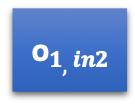 o1, in2